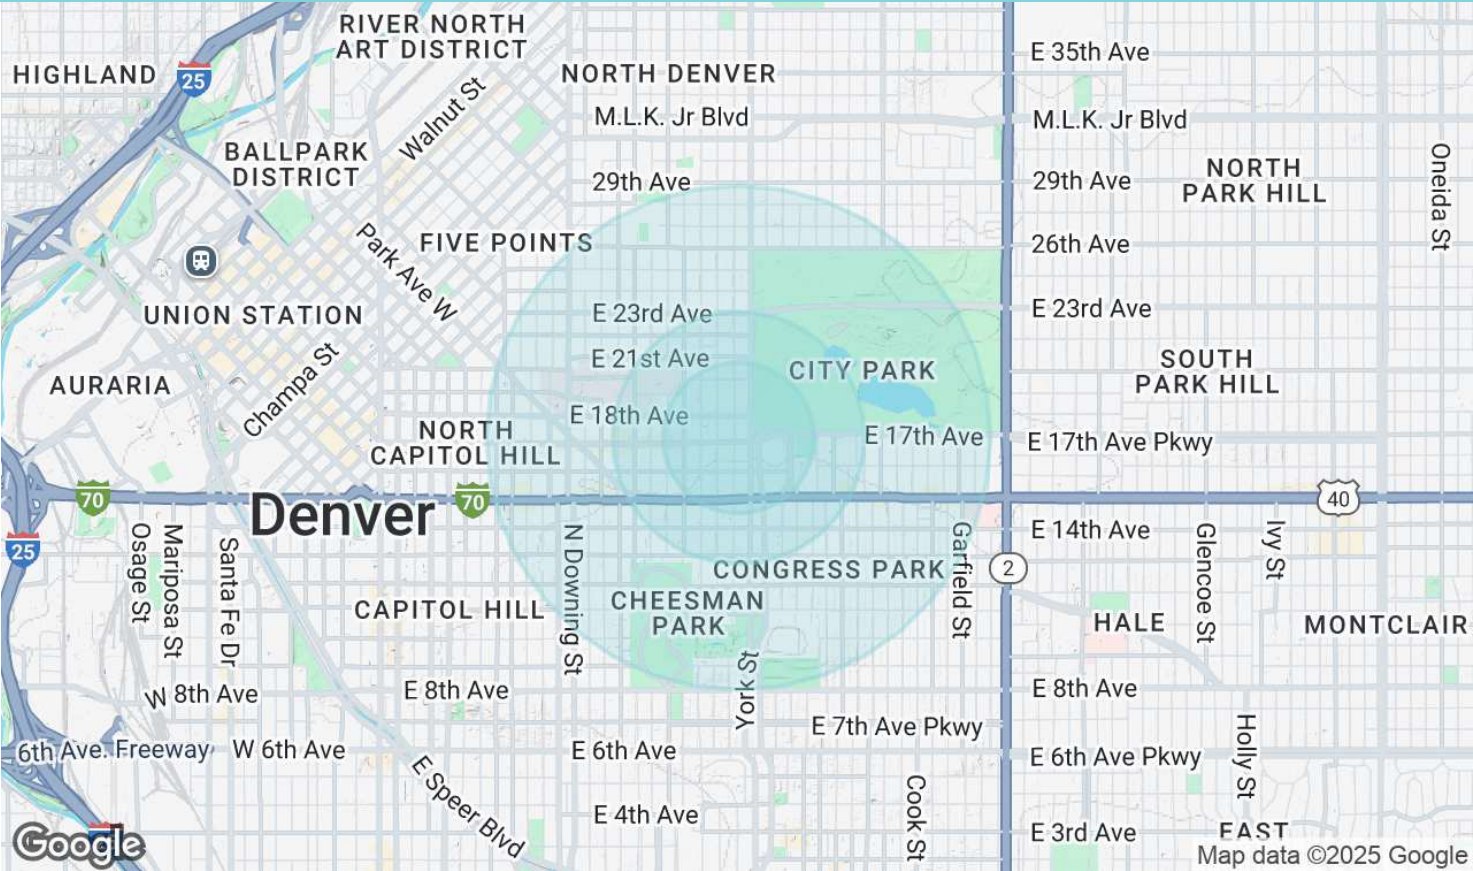 RIVER NORTH
ART DISTRICT
HIGHLAND
25
NORTH DENVER
E 35th Ave
Walnut St
M.L.K. Jr Blvd
M.L.K. Jr Blvd
BALLPARK
DISTRICT
29th Ave
29th Ave
NORTH
PARK HILL
Oneida St
Park Ave W
FIVE POINTS
26th Ave
UNION STATION
E 23rd Ave
E 23rd Ave
E 21st Ave
CITY PARK
SOUTH
PARK HILL
AURARIA
Champa St
E 18th Ave
NORTH
CAPITOL HILL
E 17th Ave
E 17th Ave Pkwy
70
Denver
70
40
25
Osage St
Mariposa St
Santa Fe Dr
N Downing St
Garfield St
E 14th Ave
Glencoe St
Ivy St
2
CONGRESS PARK
CAPITOL HILL
CHEESMAN
PARK
HALE
MONTCLAIR
W 8th Ave
E 8th Ave
York St
E 8th Ave
E 7th Ave Pkwy
Holly St
6th Ave. Freeway
W 6th Ave
E 6th Ave
E 6th Ave Pkwy
E Speer Blvd
E 4th Ave
Cook St
E 3rd Ave
EAST
Google
Map data ©2025 Google